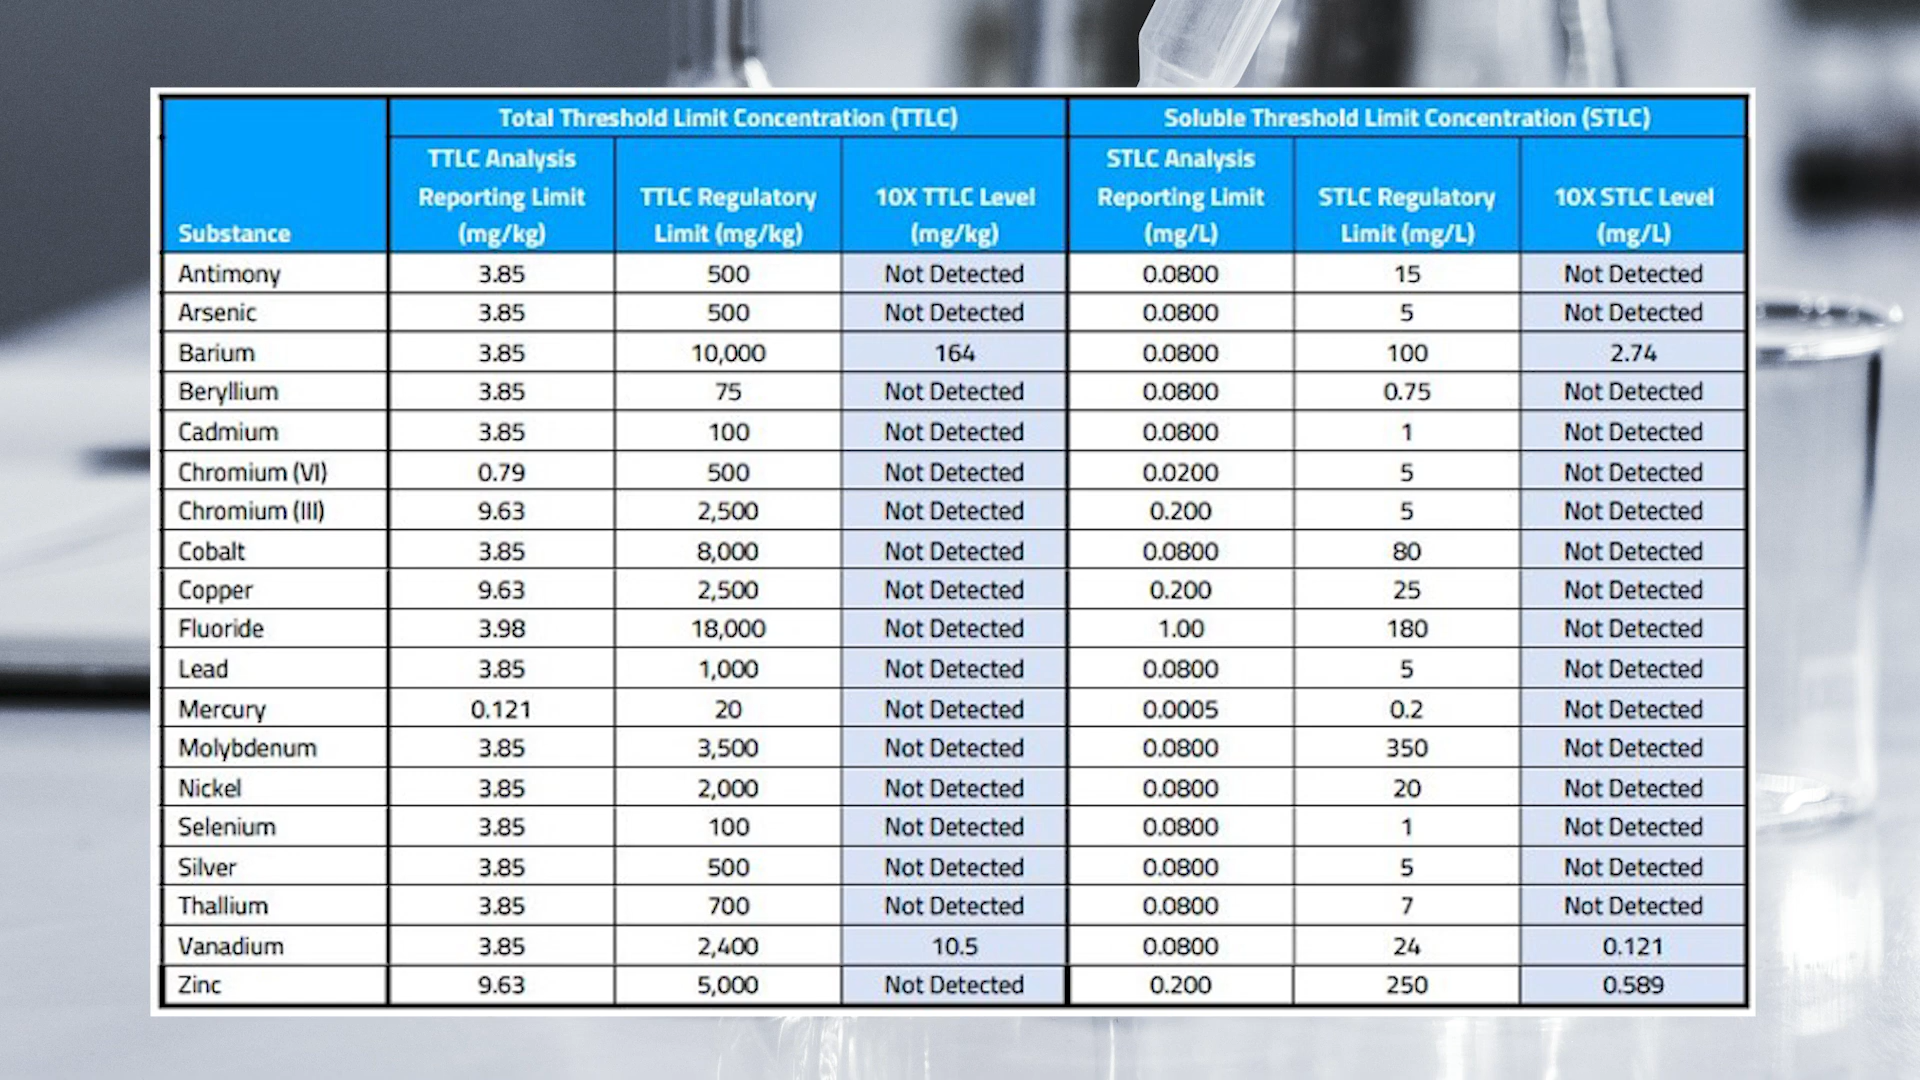 Total Threshold Limit Concentration (TTLC) Soluble Threshold Limit Concentration (STLC)
Substance TTLC Analysis Reporting Limit (mg/kg) TTLC Regulatory Limit (mg/kg) 10X TTLC Level (mg/kg) STLC Analysis Reporting Limit (mg/L) STLC Regulatory Limit (mg/L) 10X STLC Level (mg/L)
Antimony 3.85 500 Not Detected 0.0800 15 Not Detected
Arsenic 3.85 500 Not Detected 0.0800 5 Not Detected
Barium 3.85 10,000 164 0.0800 100 2.74
Beryllium 3.85 75 Not Detected 0.0800 0.75 Not Detected
Cadmium 3.85 100 Not Detected 0.0800 1 Not Detected
Chromium (VI) 0.79 500 Not Detected 0.0200 5 Not Detected
Chromium (III) 9.63 2,500 Not Detected 0.200 5 Not Detected
Cobalt 3.85 8,000 Not Detected 0.0800 80 Not Detected
Copper 9.63 2,500 Not Detected 0.200 25 Not Detected
Fluoride 3.98 18,000 Not Detected 1.00 180 Not Detected
Lead 3.85 1,000 Not Detected 0.0800 5 Not Detected
Mercury 0.121 20 Not Detected 0.0005 0.2 Not Detected
Molybdenum 3.85 3,500 Not Detected 0.0800 350 Not Detected
Nickel 3.85 2,000 Not Detected 0.0800 20 Not Detected
Selenium 3.85 100 Not Detected 0.0800 1 Not Detected
Silver 3.85 500 Not Detected 0.0800 5 Not Detected
Thallium 3.85 700 Not Detected 0.0800 7 Not Detected
Vanadium 3.85 2,400 10.5 0.0800 24 0.121
Zinc 9.63 5,000 Not Detected 0.200 250 0.589